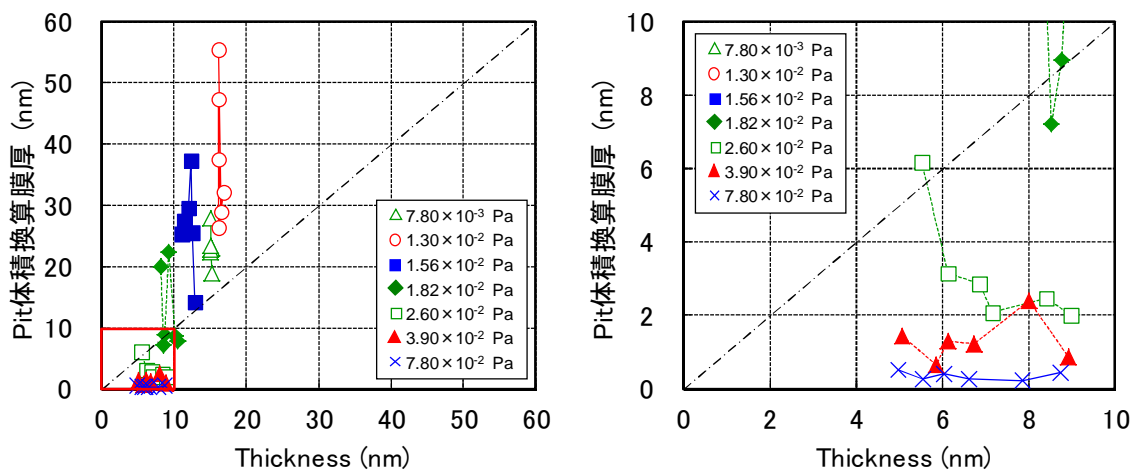 60
50
40
30
20
10
0
Pit体積換算膜厚 (nm)
7.80×10-3 Pa
1.30×10-2 Pa
1.56×10-2 Pa
1.82×10-2 Pa
2.60×10-2 Pa
3.90×10-2 Pa
7.80×10-2 Pa
0 10 20 30 40 50 60
Thickness (nm)
10
8
6
4
2
0
Pit体積換算膜厚 (nm)
7.80×10-3 Pa
1.30×10-2 Pa
1.56×10-2 Pa
1.82×10-2 Pa
2.60×10-2 Pa
3.90×10-2 Pa
7.80×10-2 Pa
0 2 4 6 8 10
Thickness (nm)